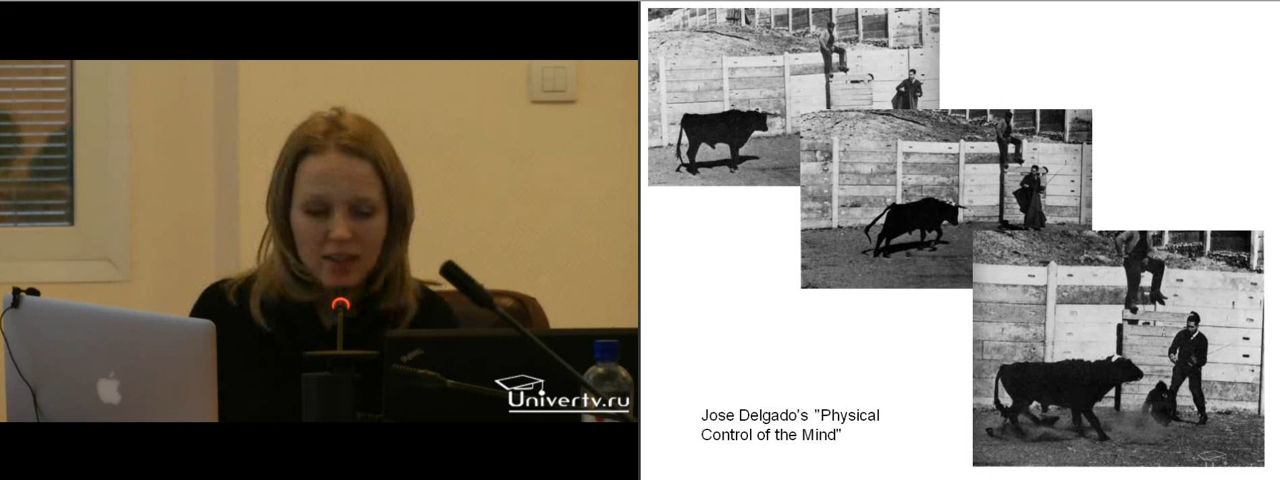 Univertv.ru
Jose Delgado's "Physical
Control of the Mind"